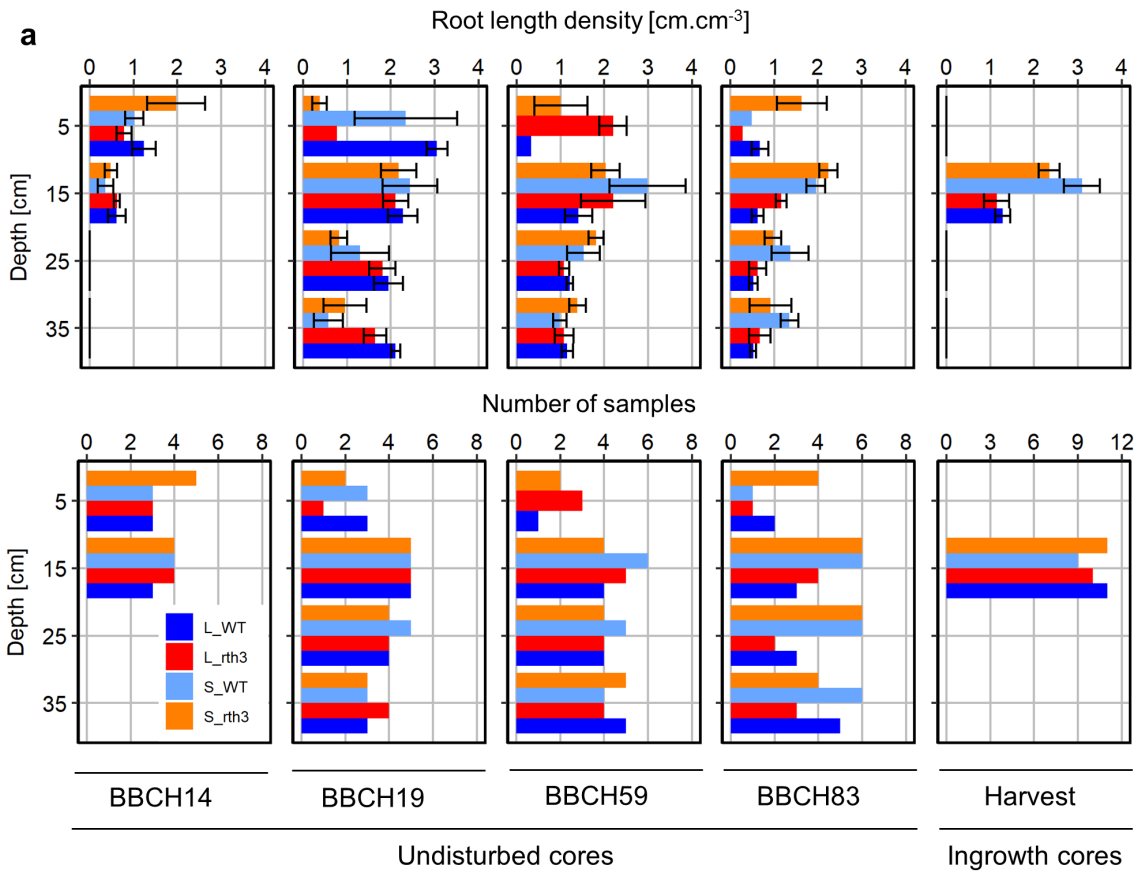 a
Root length density [cm.cm-3]
0 1 2 3 4 0 1 2 3 4 0 1 2 3 4 0 1 2 3 4 0 1 2 3 4
Depth [cm]
5
15
25
35
Number of samples
0 2 4 6 8 0 2 4 6 8 0 2 4 6 8 0 2 4 6 8 0 3 6 9 12
Depth [cm]
5
15
25
35
L_WT
L_rth3
S_WT
S_rth3
BBCH14 BBCH19 BBCH59 BBCH83 Harvest
Undisturbed cores Ingrowth cores